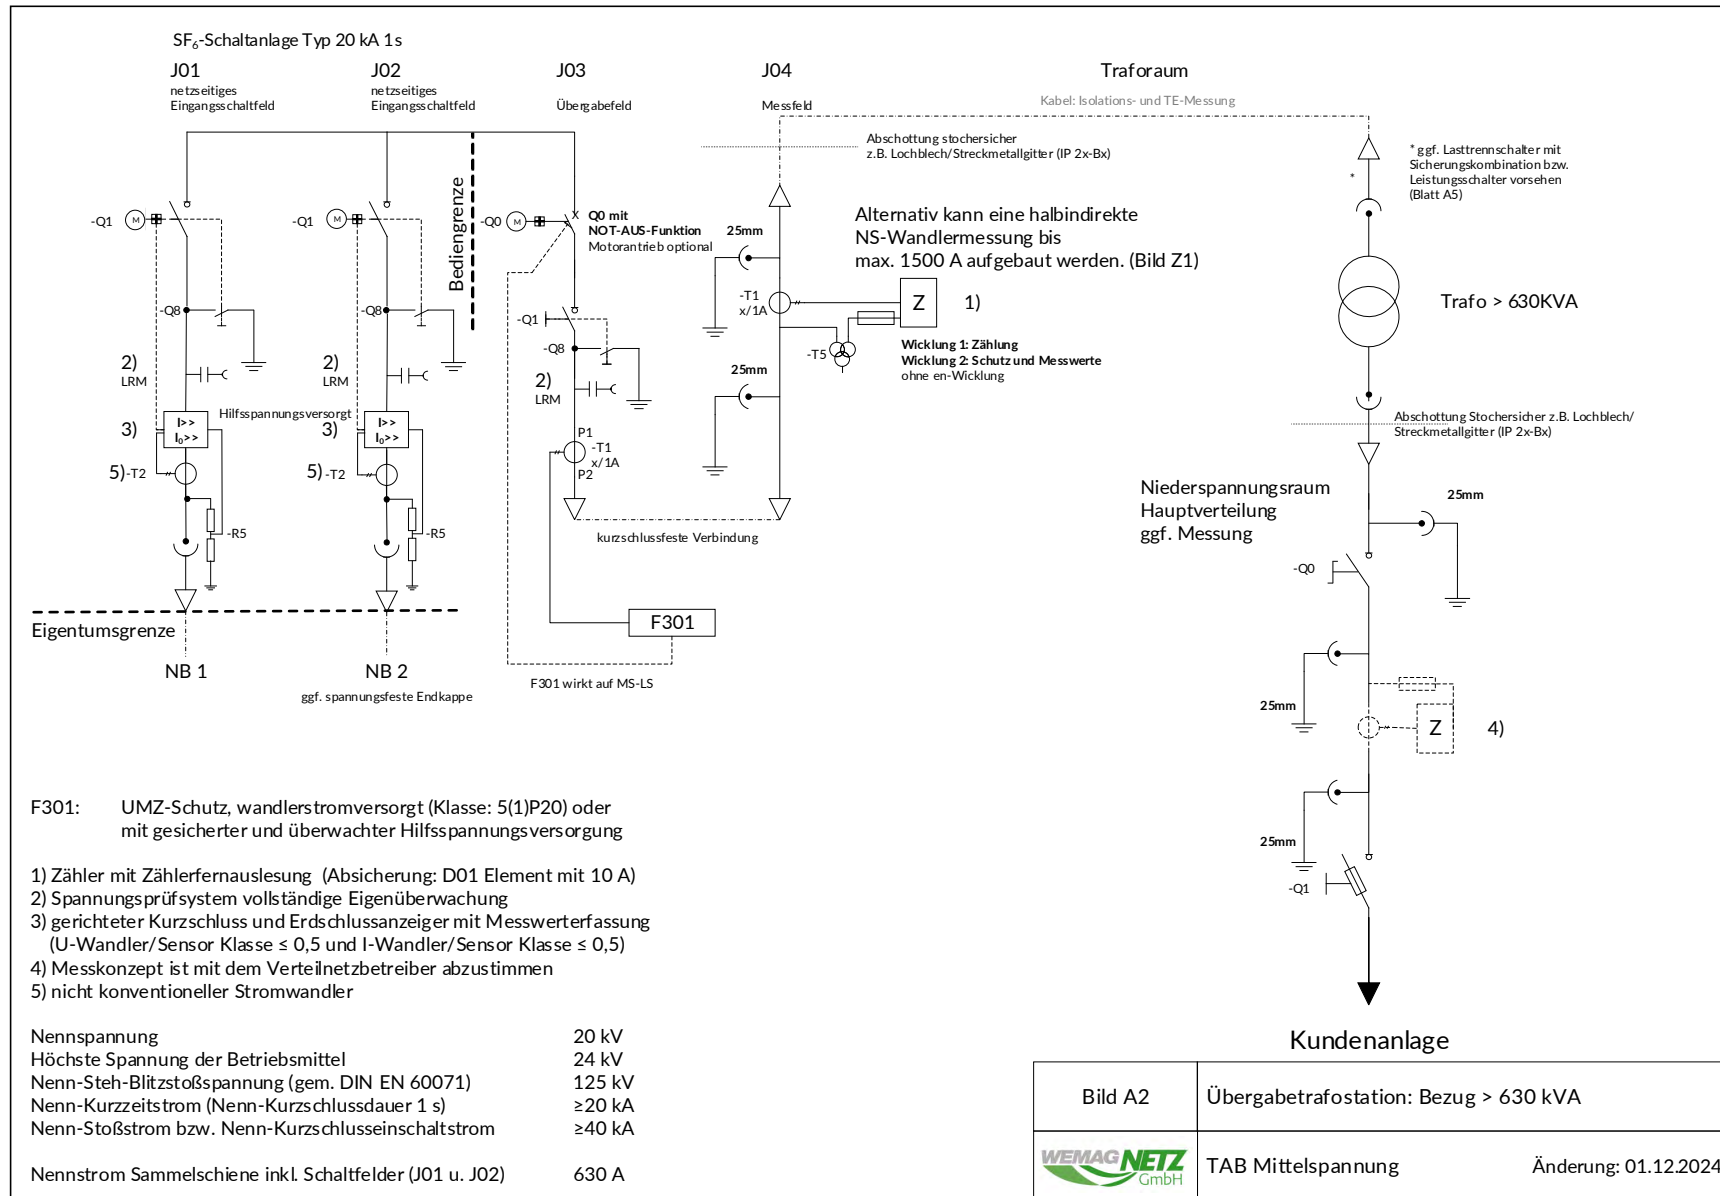 SF₆-Schaltanlage Typ 20 kA 1s
J01
netzseitiges
Eingangsschaltfeld
J02
netzseitiges
Eingangsschaltfeld
J03
Übergabefeld
J04
Messfeld
Traforaum
Kabel: Isolations- und TE-Messung
Abschottung stochersicher
z.B. Lochblech/Streckmetallgitter (IP 2x-Bx)
* ggf. Lasttrennschalter mit
Sicherungskombination bzw.
Leistungsschalter vorsehen
(Blatt A5)
*
Bediengrenze
-Q1
M
-Q1
M
-Q0
M
Q0 mit
NOT-AUS-Funktion
Motorantrieb optional
25mm
Alternativ kann eine halbindirekte
NS-Wandlermessung bis
max. 1500 A aufgebaut werden. (Bild Z1)
-T1
x/1A
Z
1)
Trafo > 630KVA
-Q8
-Q8
-Q1
-Q8
-T5
Wicklung 1: Zählung
Wicklung 2: Schutz und Messwerte
ohne en-Wicklung
2)
LRM
2)
LRM
2)
LRM
25mm
Hilfsspannungsversorgt
3)
I>>
I₀>>
3)
I>>
I₀>>
P1
-T1
x/1A
P2
5)
-T2
5)
-T2
-R5
-R5
Abschottung Stochersicher z.B. Lochblech/
Streckmetallgitter (IP 2x-Bx)
Niederspannungsraum
Hauptverteilung
ggf. Messung
25mm
kurzschlussfeste Verbindung
-Q0
Eigentumsgrenze
F301
NB 1
NB 2
ggf. spannungsfeste Endkappe
F301 wirkt auf MS-LS
25mm
Z
4)
25mm
-Q1
F301: UMZ-Schutz, wandlerstromversorgt (Klasse: 5(1)P20) oder
mit gesicherter und überwachter Hilfsspannungsversorgung
1) Zähler mit Zählerfernauslesung (Absicherung: D01 Element mit 10 A)
2) Spannungsprüfsystem vollständige Eigenüberwachung
3) gerichteter Kurzschluss und Erdschlussanzeiger mit Messwerterfassung
(U-Wandler/Sensor Klasse ≤ 0,5 und I-Wandler/Sensor Klasse ≤ 0,5)
4) Messkonzept ist mit dem Verteilnetzbetreiber abzustimmen
5) nicht konventioneller Stromwandler
Nennspannung 20 kV
Höchste Spannung der Betriebsmittel 24 kV
Nenn-Steh-Blitzstoßspannung (gem. DIN EN 60071) 125 kV
Nenn-Kurzzeitstrom (Nenn-Kurzschlussdauer 1 s) ≥20 kA
Nenn-Stoßstrom bzw. Nenn-Kurzschlusseinschaltstrom ≥40 kA
Nennstrom Sammelschiene inkl. Schaltfelder (J01 u. J02) 630 A
Kundenanlage
Bild A2
Übergabetrafostation: Bezug > 630 kVA
WEMAG NETZ
GmbH
TAB Mittelspannung
Änderung: 01.12.2024